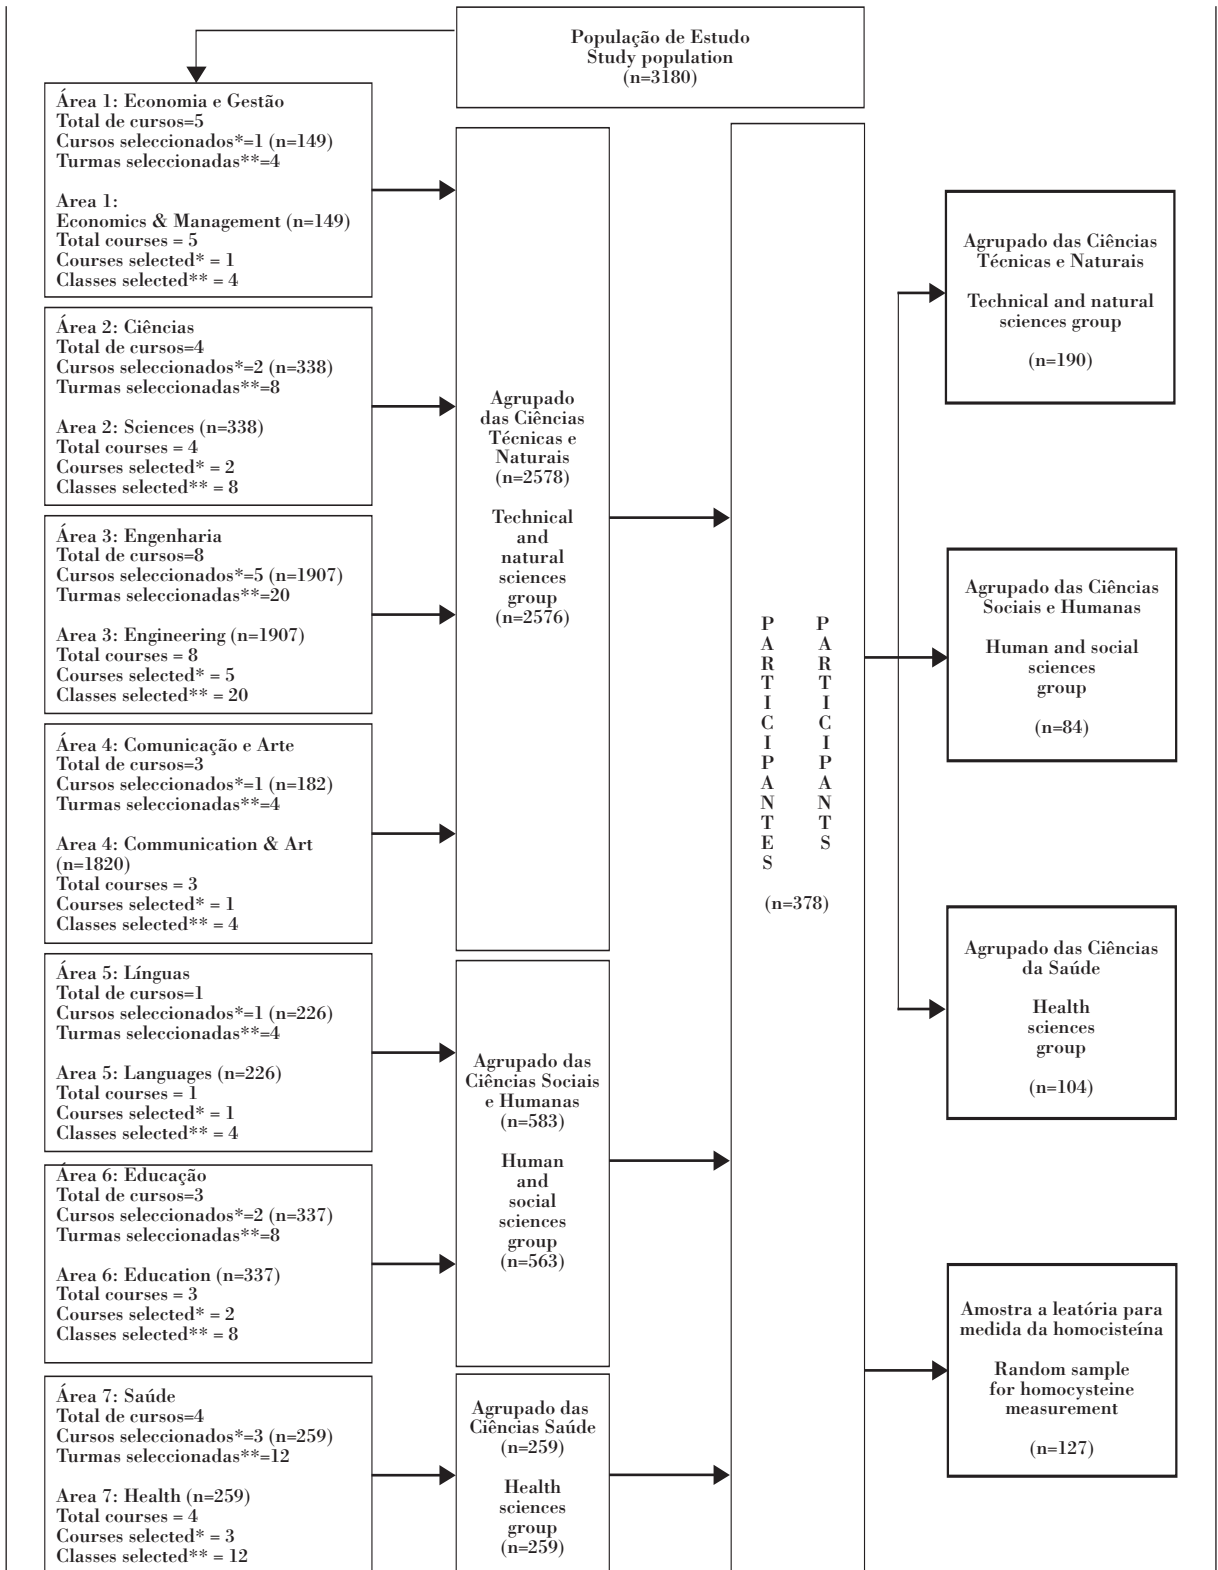 População de Estudo
Study population
(n=3180)
Área 1: Economia e Gestão
Total de cursos=5
Cursos seleccionados*=1 (n=149)
Turmas seleccionadas**=4
Area 1:
Economics & Management (n=149)
Total courses = 5
Courses selected* = 1
Classes selected** = 4
Área 2: Ciências
Total de cursos=4
Cursos seleccionados*=2 (n=338)
Turmas seleccionadas**=8
Area 2: Sciences (n=338)
Total courses = 4
Courses selected* = 2
Classes selected** = 8
Área 3: Engenharia
Total de cursos=8
Cursos seleccionados*=5 (n=1907)
Turmas seleccionadas**=20
Area 3: Engineering (n=1907)
Total courses = 8
Courses selected* = 5
Classes selected** = 20
Área 4: Comunicação e Arte
Total de cursos=3
Cursos seleccionados*=1 (n=182)
Turmas seleccionadas**=4
Area 4: Communication & Art
(n=1820)
Total courses = 3
Courses selected* = 1
Classes selected** = 4
Área 5: Línguas
Total de cursos=1
Cursos seleccionados*=1 (n=226)
Turmas seleccionadas**=4
Area 5: Languages (n=226)
Total courses = 1
Courses selected* = 1
Classes selected** = 4
Área 6: Educação
Total de cursos=3
Cursos seleccionados*=2 (n=337)
Turmas seleccionadas**=8
Area 6: Education (n=337)
Total courses = 3
Courses selected* = 2
Classes selected** = 8
Área 7: Saúde
Total de cursos=4
Cursos seleccionados*=3 (n=259)
Turmas seleccionadas**=12
Area 7: Health (n=259)
Total courses = 4
Courses selected* = 3
Classes selected** = 12
Agrupado
das Ciências
Técnicas e
Naturais
(n=2578)
Technical
and
natural
sciences
group
(n=2576)
Agrupado das
Ciências Sociais
e Humanas
(n=583)
Human
and
social
sciences
group
(n=563)
Agrupado das
Ciências Saúde
(n=259)
Health
sciences
group
(n=259)
PARTICIPANTES
PARTICIPANTS
(n=378)
Agrupado das Ciências
Técnicas e Naturais
Technical and natural
sciences group
(n=190)
Agrupado das Ciências
Sociais e Humanas
Human and social
sciences
group
(n=84)
Agrupado das Ciências
da Saúde
Health
sciences
group
(n=104)
Amostra a leatória para
medida da homocisteína
Random sample
for homocysteine
measurement
(n=127)